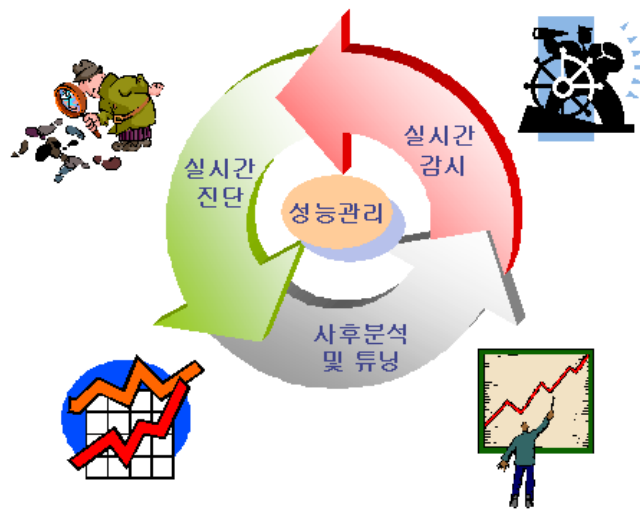 실시간
감시
실시간
진단
성능관리
사후분석
및 튜닝